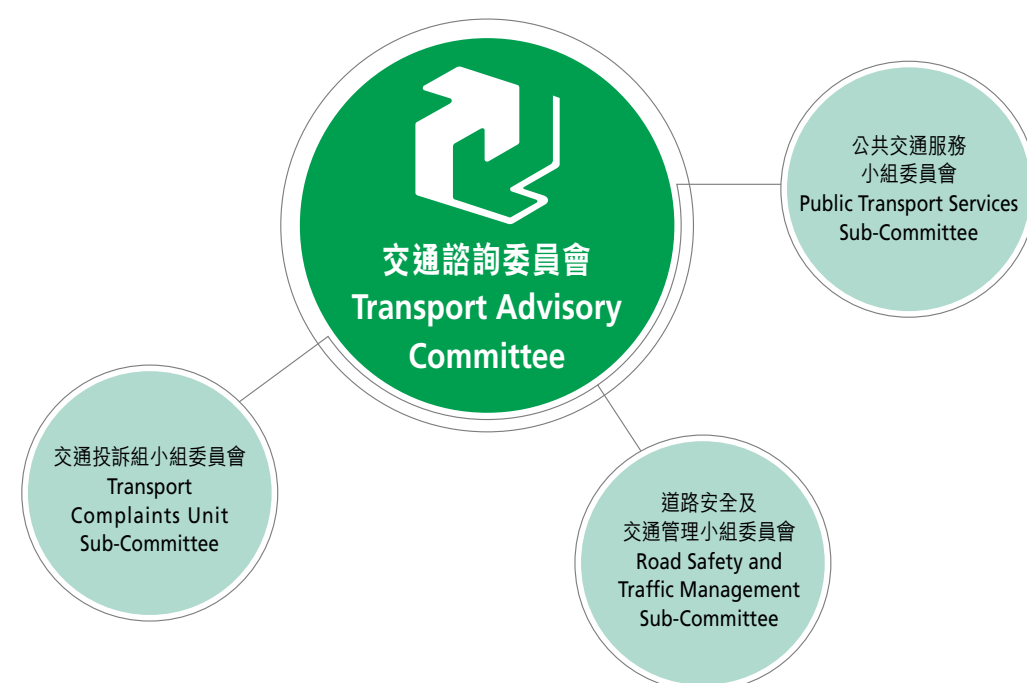 交通諮詢委員會
Transport Advisory
Committee
公共交通服務
小組委員會
Public Transport Services
Sub-Committee
交通投訴組小組委員會
Transport
Complaints Unit
Sub-Committee
道路安全及
交通管理小組委員會
Road Safety and
Traffic Management
Sub-Committee